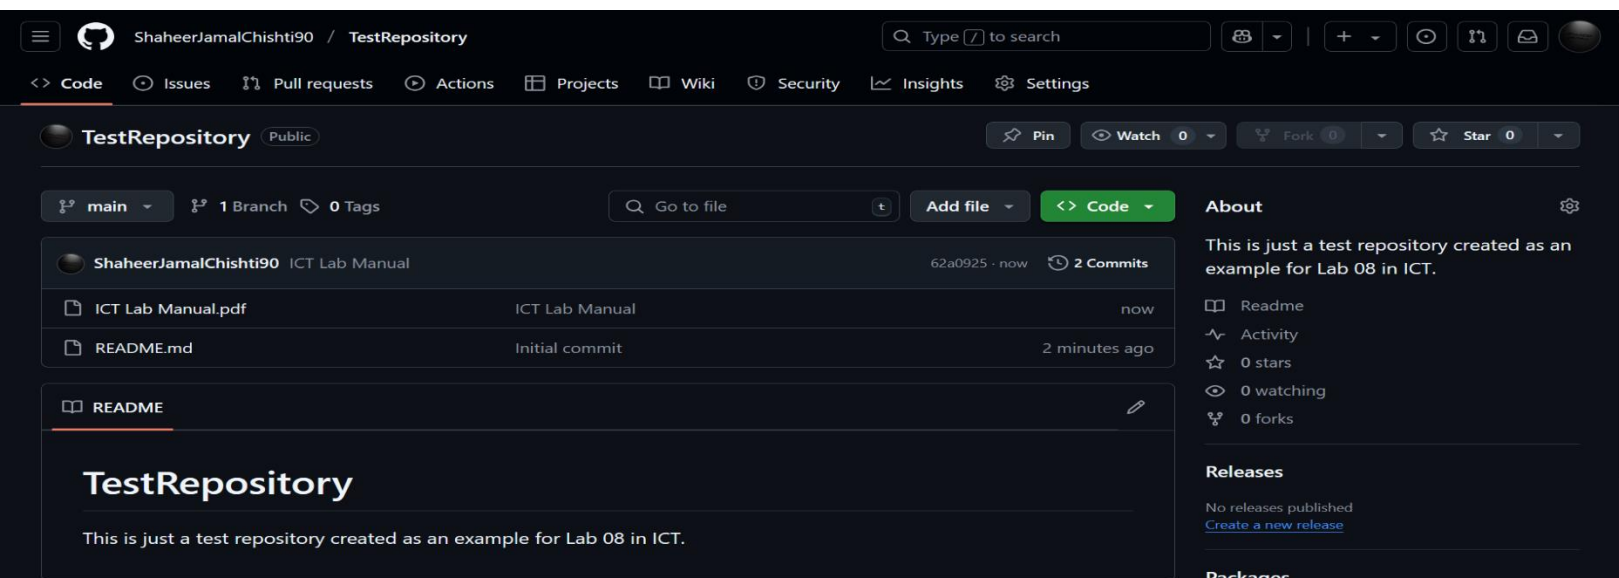 ShaheerJamalChishti90 / TestRepository
Type / to search
Code Issues Pull requests Actions Projects Wiki Security Insights Settings
TestRepository Public
Pin Watch 0 Fork 0 Star 0
main 1 Branch 0 Tags
Go to file t Add file <> Code
ShaheerJamalChishti90 ICT Lab Manual 62a0925 · now 2 Commits
ICT Lab Manual.pdf ICT Lab Manual now
README.md Initial commit 2 minutes ago
README
TestRepository
This is just a test repository created as an example for Lab 08 in ICT.
About
This is just a test repository created as an
example for Lab 08 in ICT.
Readme
Activity
0 stars
0 watching
0 forks
Releases
No releases published
Create a new release
Packages